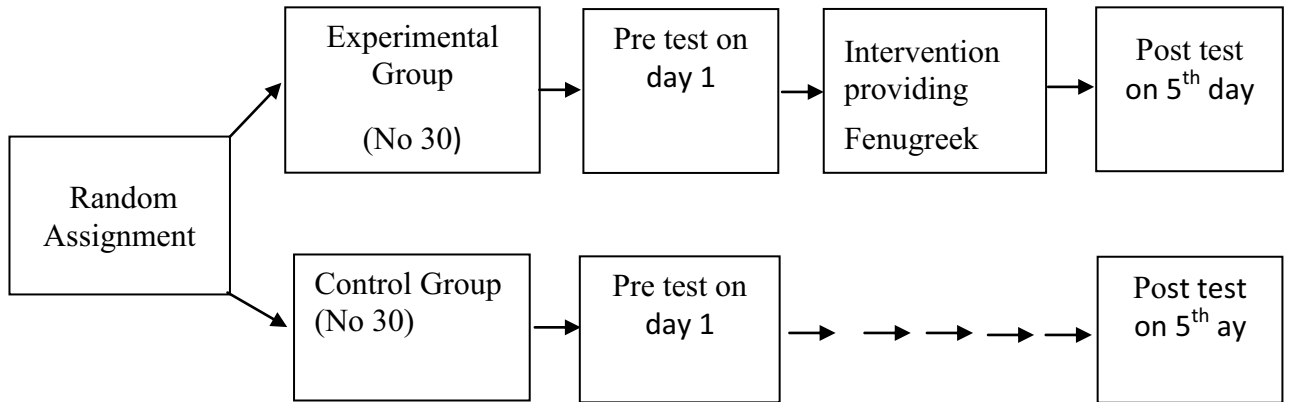 Experimental
Group
(No 30)
Pre test on
day 1
Intervention
providing
Fenugreek
Post test
on 5th day
Random
Assignment
Control Group
(No 30)
Pre test on
day 1
Post test
on 5th ay